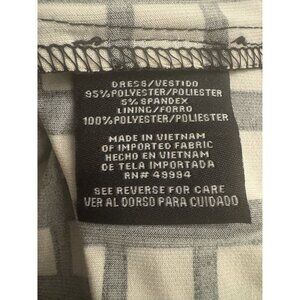 DRESS/VESTIDO
95% POLYESTER/POLIESTER
5% SPANDEX
LINING/FORRO
100% POLYESTER/POLIESTER
MADE IN VIETNAM
OF IMPORTED FABRIC
HECHO EN VIETNAM
DE TELA IMPORTADA
RN# 49994
SEE REVERSE FOR CARE
VER AL DORSO PARA CUIDADO